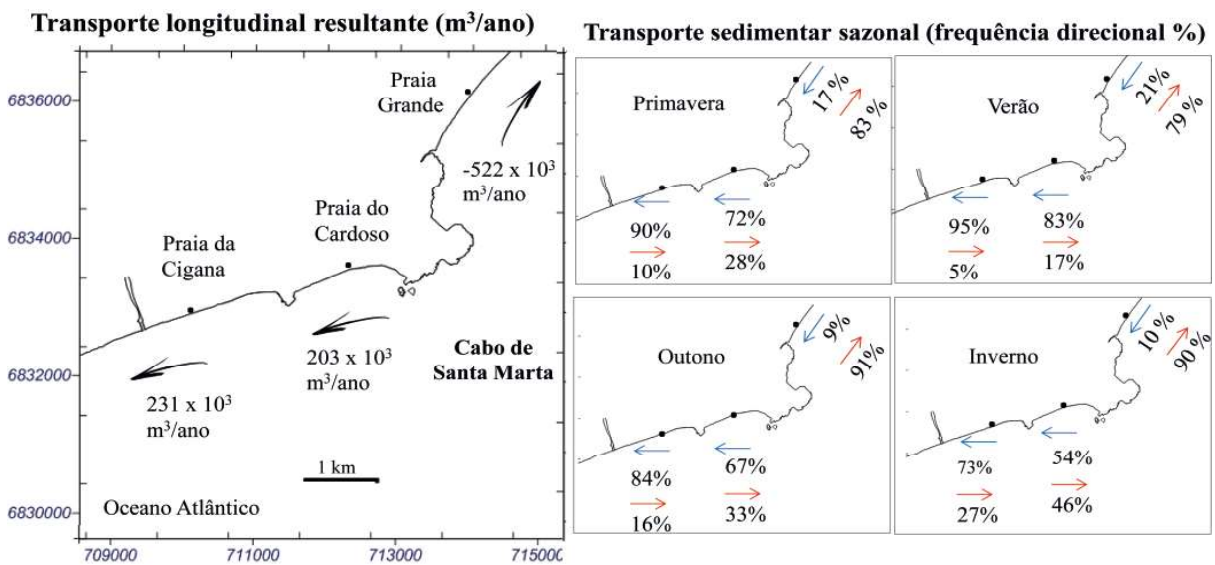 Transporte longitudinal resultante (m³/ano)
6836000
6834000
6832000
6830000
709000
711000
713000
715000
Praia
Grande
-522 x 10³
m³/ano
Praia do
Cardoso
Praia da
Cigana
203 x 10³
m³/ano
Cabo de
Santa Marta
231 x 10³
m³/ano
1 km
Oceano Atlântico
Transporte sedimentar sazonal (frequência direcional %)
Primavera
17 %
83 %
90%
10%
72%
28%
Verão
21%
79 %
95%
5%
83%
17%
Outono
9%
91%
84%
16%
67%
33%
Inverno
10 %
90 %
73%
27%
54%
46%